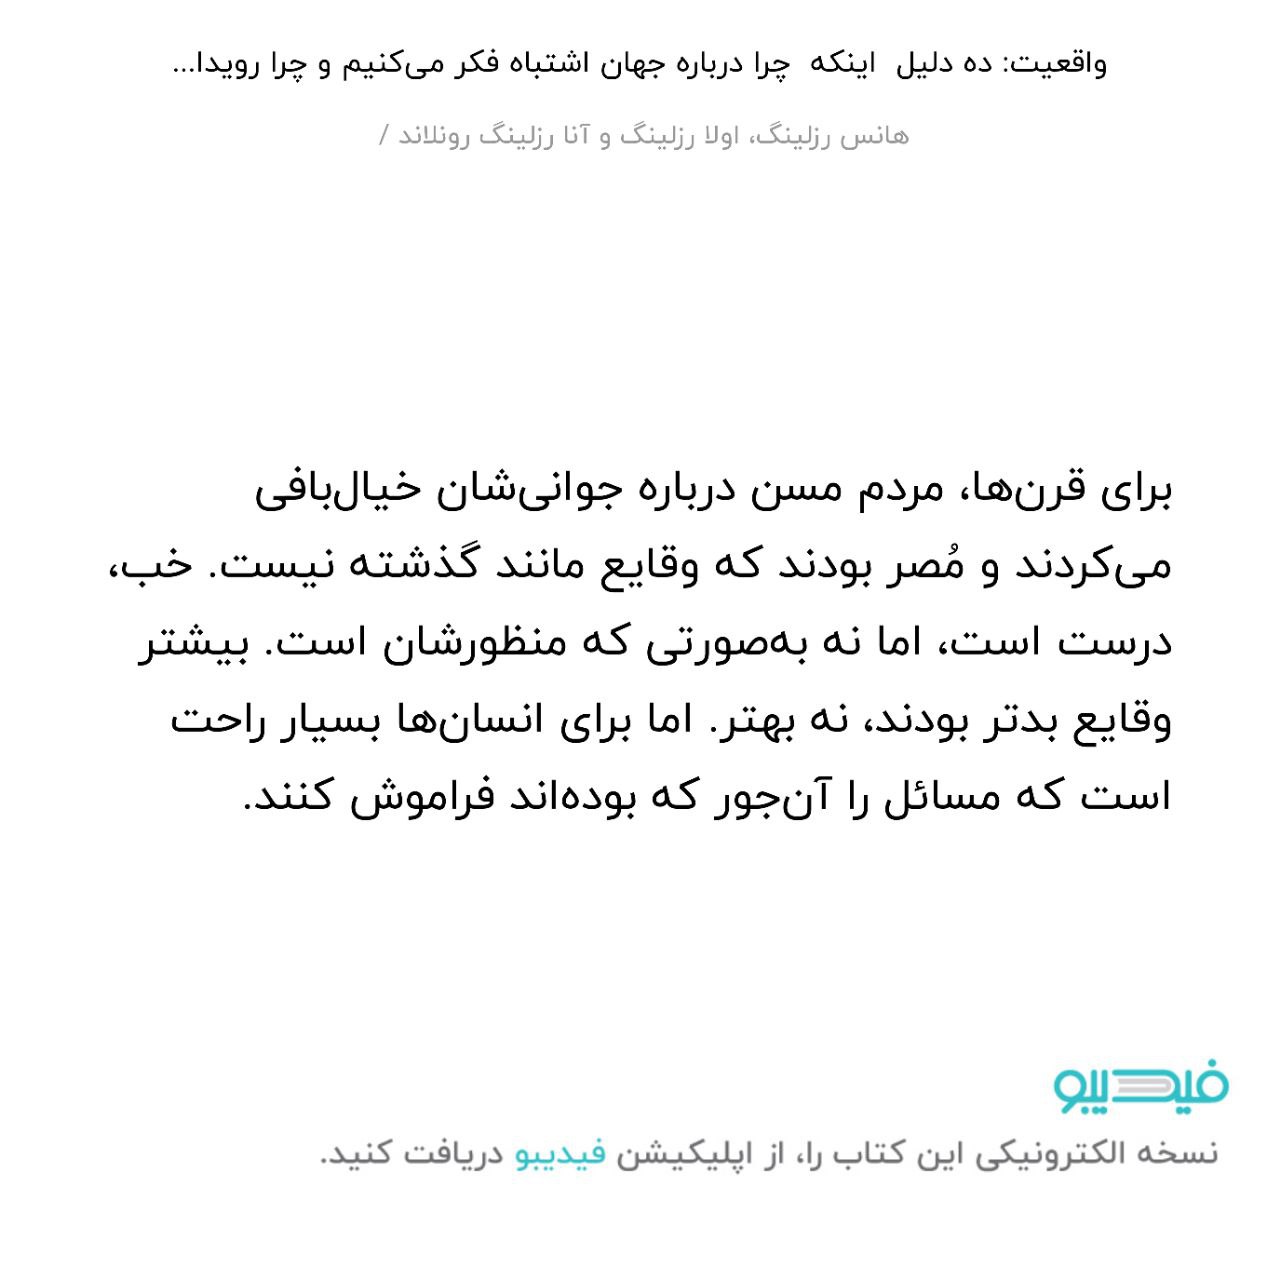 واقعیت: ده دلیل اینکه چرا درباره جهان اشتباه فکر می‌کنیم و چرا رویدا...
هانس رزلینگ، اولا رزلینگ و آنا رزلینگ رونلاند /
برای قرن‌ها، مردم مسن درباره جوانی‌شان خیال‌بافی
می‌کردند و مُصر بودند که وقایع مانند گذشته نیست. خب،
درست است، اما نه به‌صورتی که منظورشان است. بیشتر
وقایع بدتر بودند، نه بهتر. اما برای انسان‌ها بسیار راحت
است که مسائل را آن‌جور که بوده‌اند فراموش کنند.
فیدیبو
نسخه الکترونیکی این کتاب را، از اپلیکیشن فیدیبو دریافت کنید.